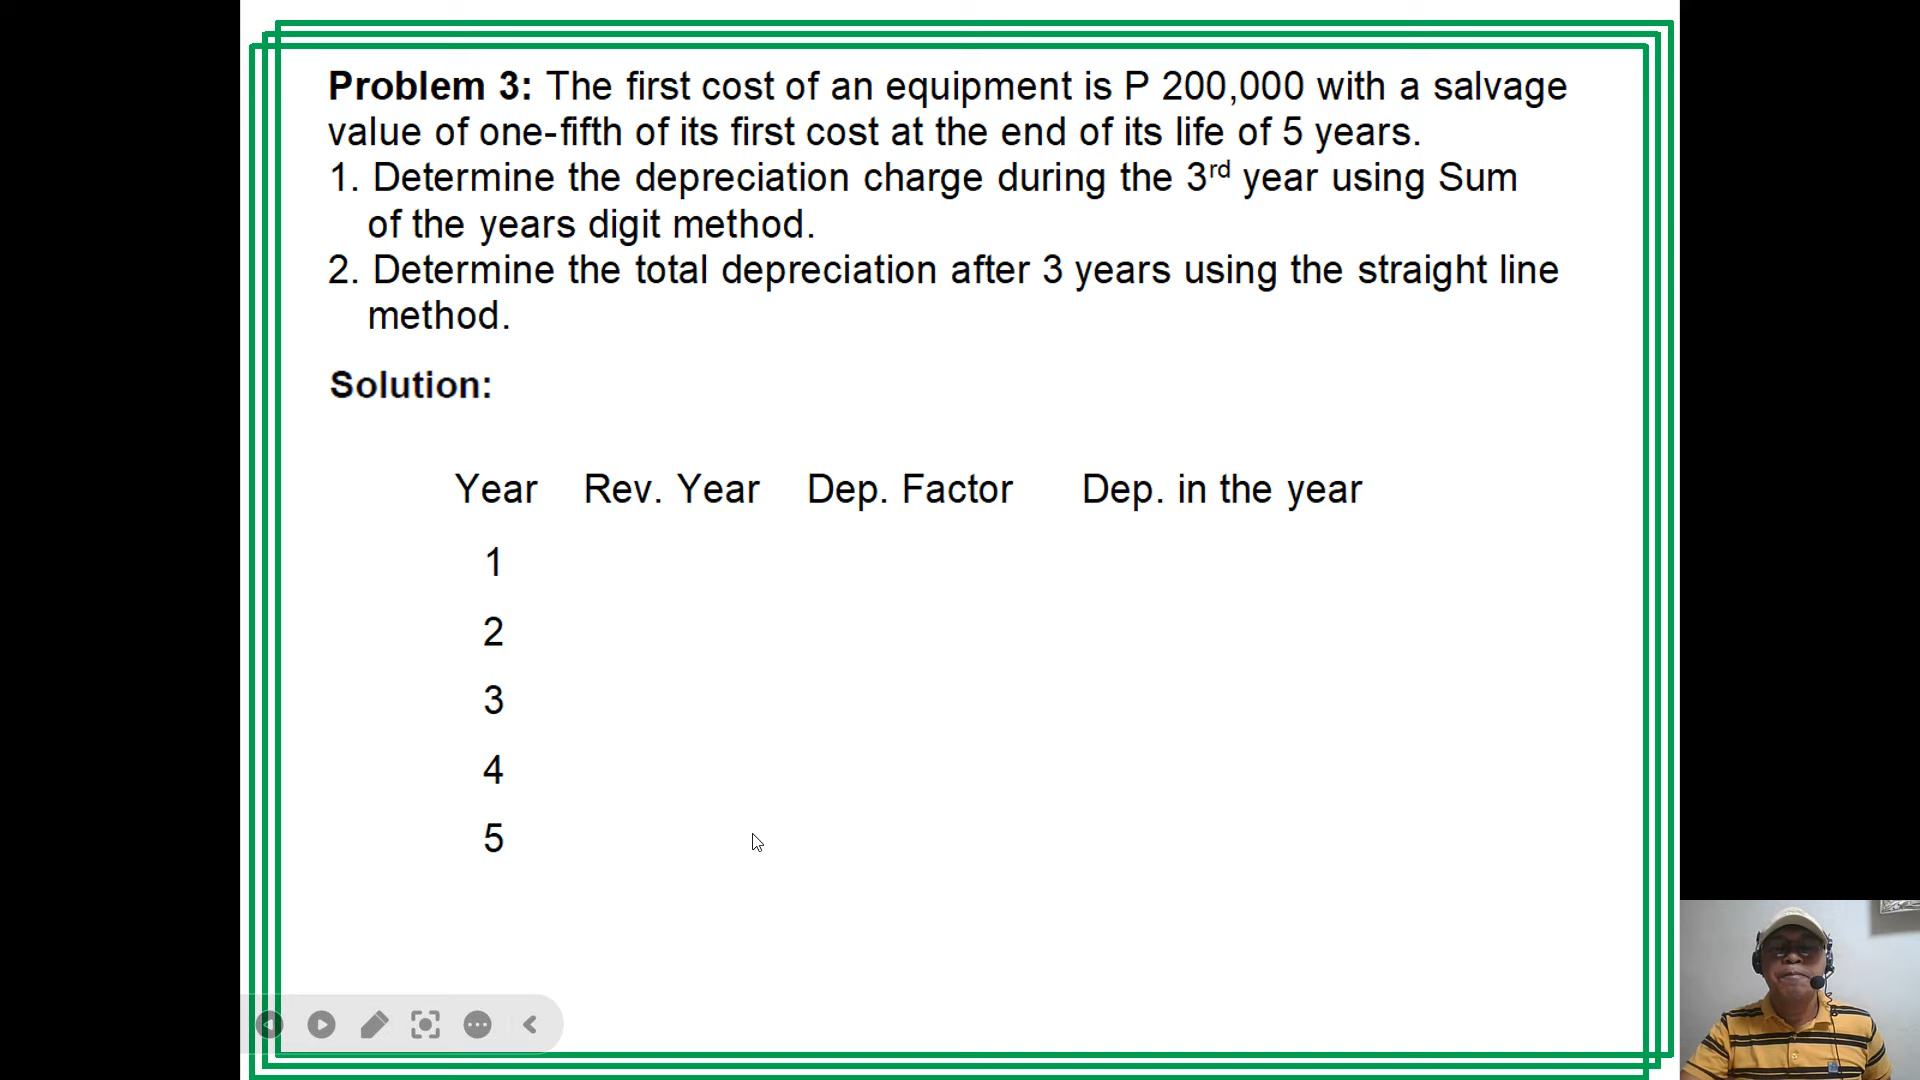 Problem 3: The first cost of an equipment is P 200,000 with a salvage
value of one-fifth of its first cost at the end of its life of 5 years.
1. Determine the depreciation charge during the 3rd year using Sum
of the years digit method.
2. Determine the total depreciation after 3 years using the straight line
method.
Solution:
Year Rev. Year Dep. Factor Dep. in the year
1
2
3
4
5